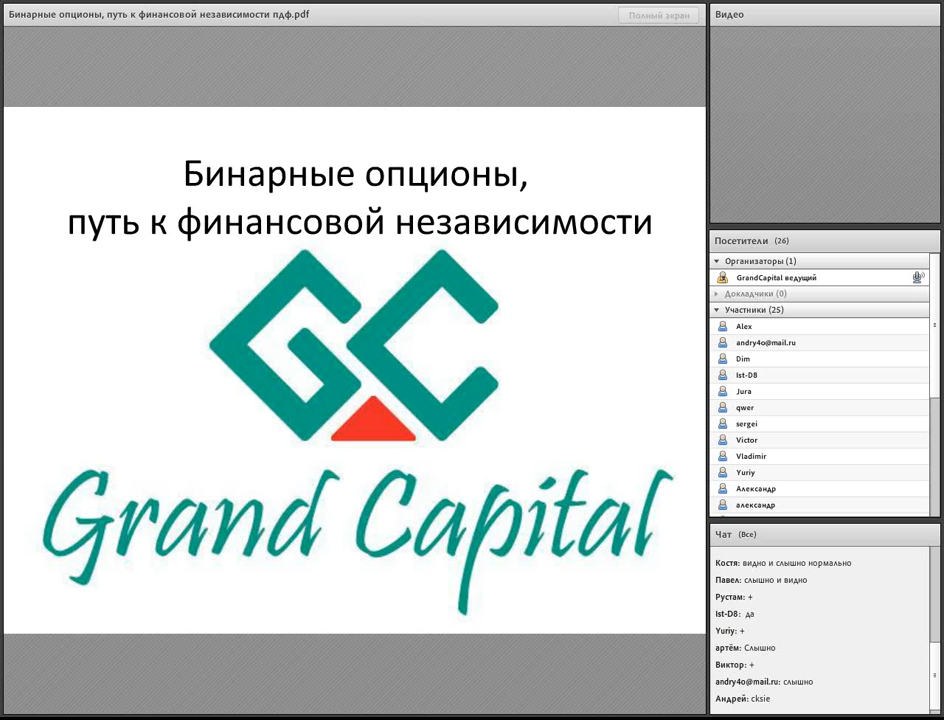 Бинарные опционы, путь к финансовой независимости пдф.pdf
Полный экран
Бинарные опционы,
путь к финансовой независимости
GC
Grand Capital
Видео
Посетители (26)
Организаторы (1)
GrandCapital ведущий
Докладчики (0)
Участники (25)
Alex
andry4o@mail.ru
Dim
Ist-D8
Jura
qwer
sergei
Victor
Vladimir
Yuriy
Александр
александр
Чат (Все)
Костя: видно и слышно нормально
Павел: слышно и видно
Рустам: +
Ist-D8: да
Yuriy: +
артём: Слышно
Виктор: +
andry4o@mail.ru: слышно
Андрей: cksie